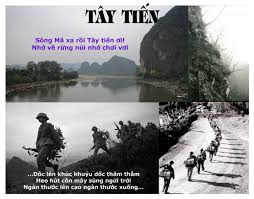 TÂY TIẾN
Sông Mã xa rồi Tây tiến ơi!
Nhớ về rừng núi nhớ chơi vơi
...Dốc lên khúc khuỷu dốc thăm thẳm
Heo hút cồn mây súng ngửi trời
Ngàn thước lên cao ngàn thước xuống...